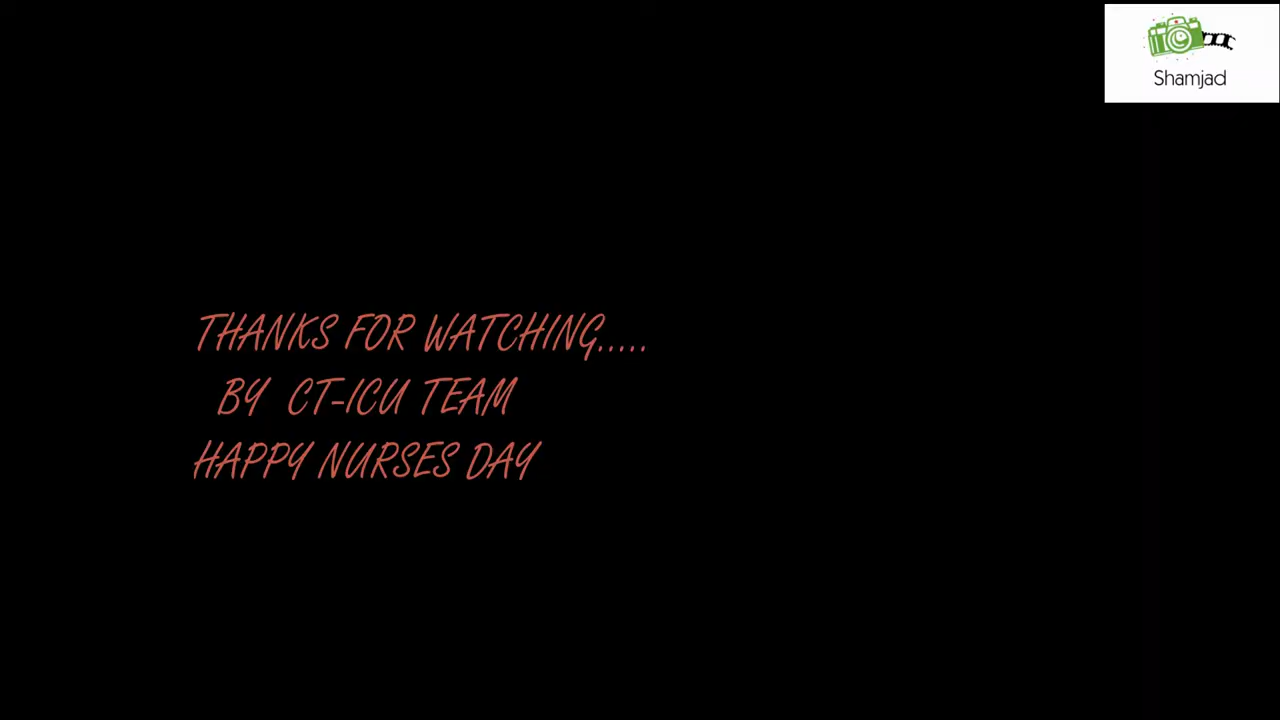 Shamjad
THANKS FOR WATCHING.....
BY CT-ICU TEAM
HAPPY NURSES DAY